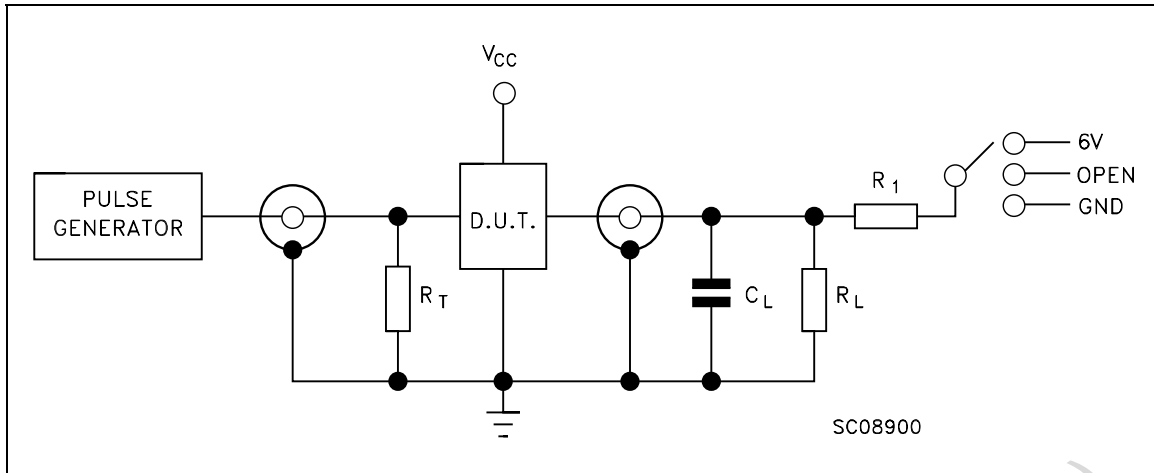 VCC
6V
PULSE
GENERATOR
D.U.T.
R1
OPEN
GND
RT
CL
RL
SC08900